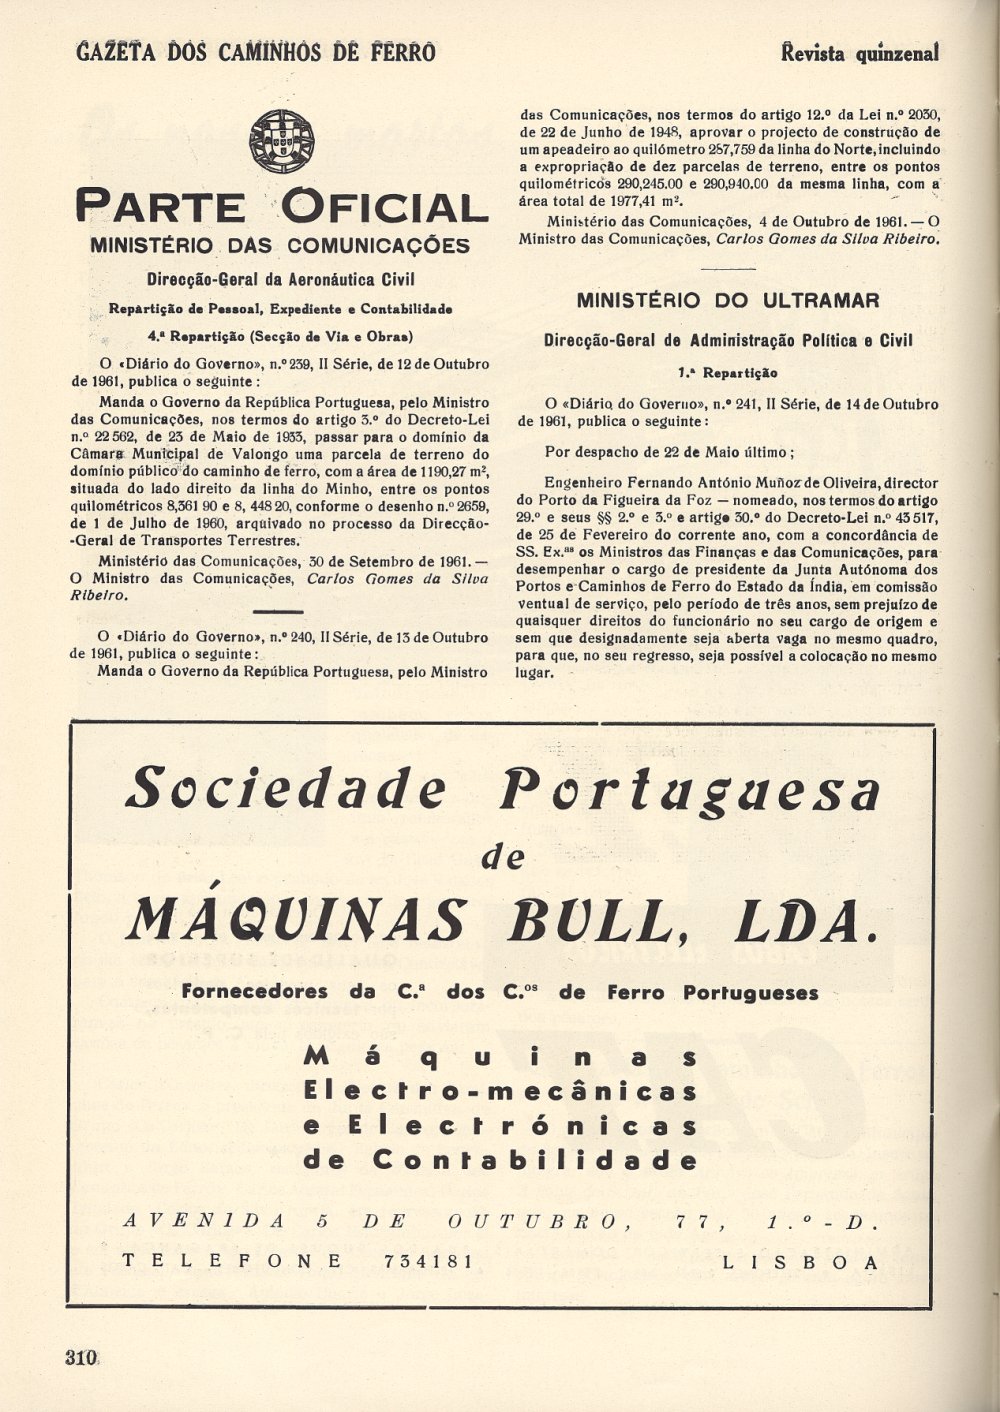 GAZETA DOS CAMINHOS DE FERRO
Revista quinzenal
PARTE OFICIAL
MINISTÉRIO DAS COMUNICAÇÕES
Direcção-Geral da Aeronáutica Civil
Repartição de Pessoal, Expediente e Contabilidade
4.ª Repartição (Secção de Via e Obras)
O «Diário do Governo», n.º 239, II Série, de 12 de Outubro
de 1961, publica o seguinte :
Manda o Governo da República Portuguesa, pelo Ministro
das Comunicações, nos termos do artigo 3.º do Decreto-Lei
n.º 22 562, de 23 de Maio de 1933, passar para o domínio da
Câmara Municipal de Valongo uma parcela de terreno do
domínio público do caminho de ferro, com a área de 1190,27 m²,
situada do lado direito da linha do Minho, entre os pontos
quilométricos 8,361 90 e 8, 448 20, conforme o desenho n.º 2659,
de 1 de Julho de 1960, arquivado no processo da Direcção-
-Geral de Transportes Terrestres.
Ministério das Comunicações, 30 de Setembro de 1961. —
O Ministro das Comunicações, Carlos Gomes da Silva
Ribeiro.
O «Diário do Governo», n.º 240, II Série, de 13 de Outubro
de 1961, publica o seguinte :
Manda o Governo da República Portuguesa, pelo Ministro
das Comunicações, nos termos do artigo 12.º da Lei n.º 2030,
de 22 de Junho de 1948, aprovar o projecto de construção de
um apeadeiro ao quilómetro 287,759 da linha do Norte, incluindo
a expropriação de dez parcelas de terreno, entre os pontos
quilométricos 290,245.00 e 290,940.00 da mesma linha, com a
área total de 1977,41 m².
Ministério das Comunicações, 4 de Outubro de 1961. — O
Ministro das Comunicações, Carlos Gomes da Silva Ribeiro.
MINISTÉRIO DO ULTRAMAR
Direcção-Geral de Administração Política e Civil
1.ª Repartição
O «Diário do Governo», n.º 241, II Série, de 14 de Outubro
de 1961, publica o seguinte :
Por despacho de 22 de Maio último ;
Engenheiro Fernando António Muñoz de Oliveira, director
do Porto da Figueira da Foz — nomeado, nos termos do artigo
29.º e seus §§ 2.º e 3.º e artigo 30.º do Decreto-Lei n.º 43 517,
de 25 de Fevereiro do corrente ano, com a concordância de
SS. Ex.ªˢ os Ministros das Finanças e das Comunicações, para
desempenhar o cargo de presidente da Junta Autónoma dos
Portos e Caminhos de Ferro do Estado da Índia, em comissão
ventual de serviço, pelo período de três anos, sem prejuízo de
quaisquer direitos do funcionário no seu cargo de origem e
sem que designadamente seja aberta vaga no mesmo quadro,
para que, no seu regresso, seja possível a colocação no mesmo
lugar.
Sociedade Portuguesa
de
MÁQUINAS BULL, LDA.
Fornecedores da C.ª dos C.ºˢ de Ferro Portugueses
Máquinas
Electro-mecânicas
e Electrónicas
de Contabilidade
AVENIDA 5 DE OUTUBRO, 77, 1.º-D.
TELEFONE 734181 LISBOA
310